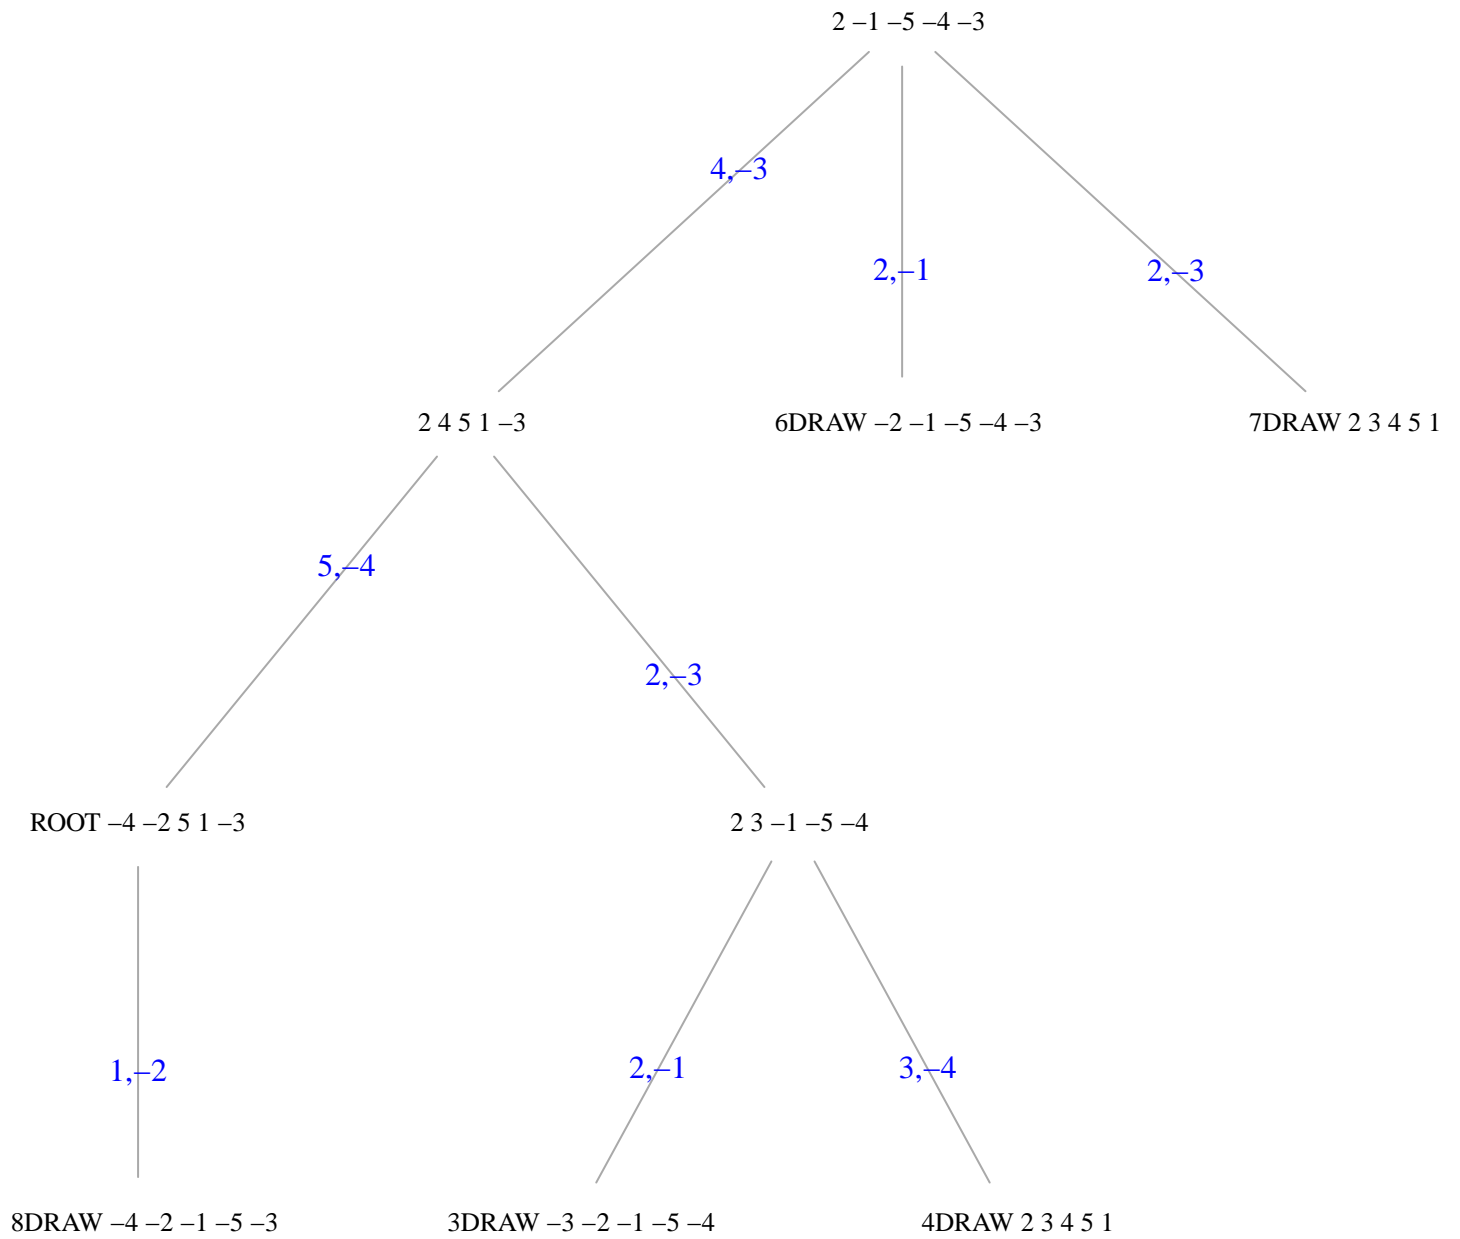 2 –1 –5 –4 –3
4,–3
2,–1
2,–3
2 4 5 1 –3
6DRAW –2 –1 –5 –4 –3
7DRAW 2 3 4 5 1
5,–4
2,–3
ROOT –4 –2 5 1 –3
2 3 –1 –5 –4
1,–2
2,–1
3,–4
8DRAW –4 –2 –1 –5 –3
3DRAW –3 –2 –1 –5 –4
4DRAW 2 3 4 5 1